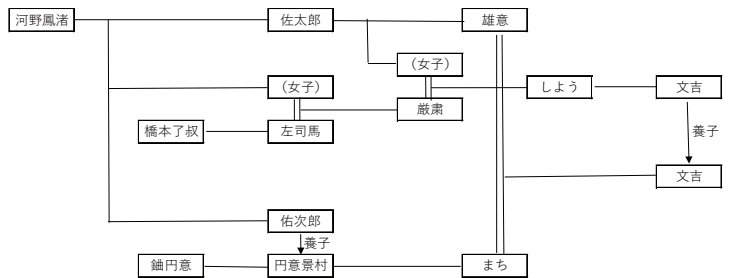 河野鳳渚
佐太郎
雄意
（女子）
（女子）
しよう
文吉
厳粛
橋本了叔
左司馬
養子
文吉
佑次郎
養子
鈾円意
円意景村
まち